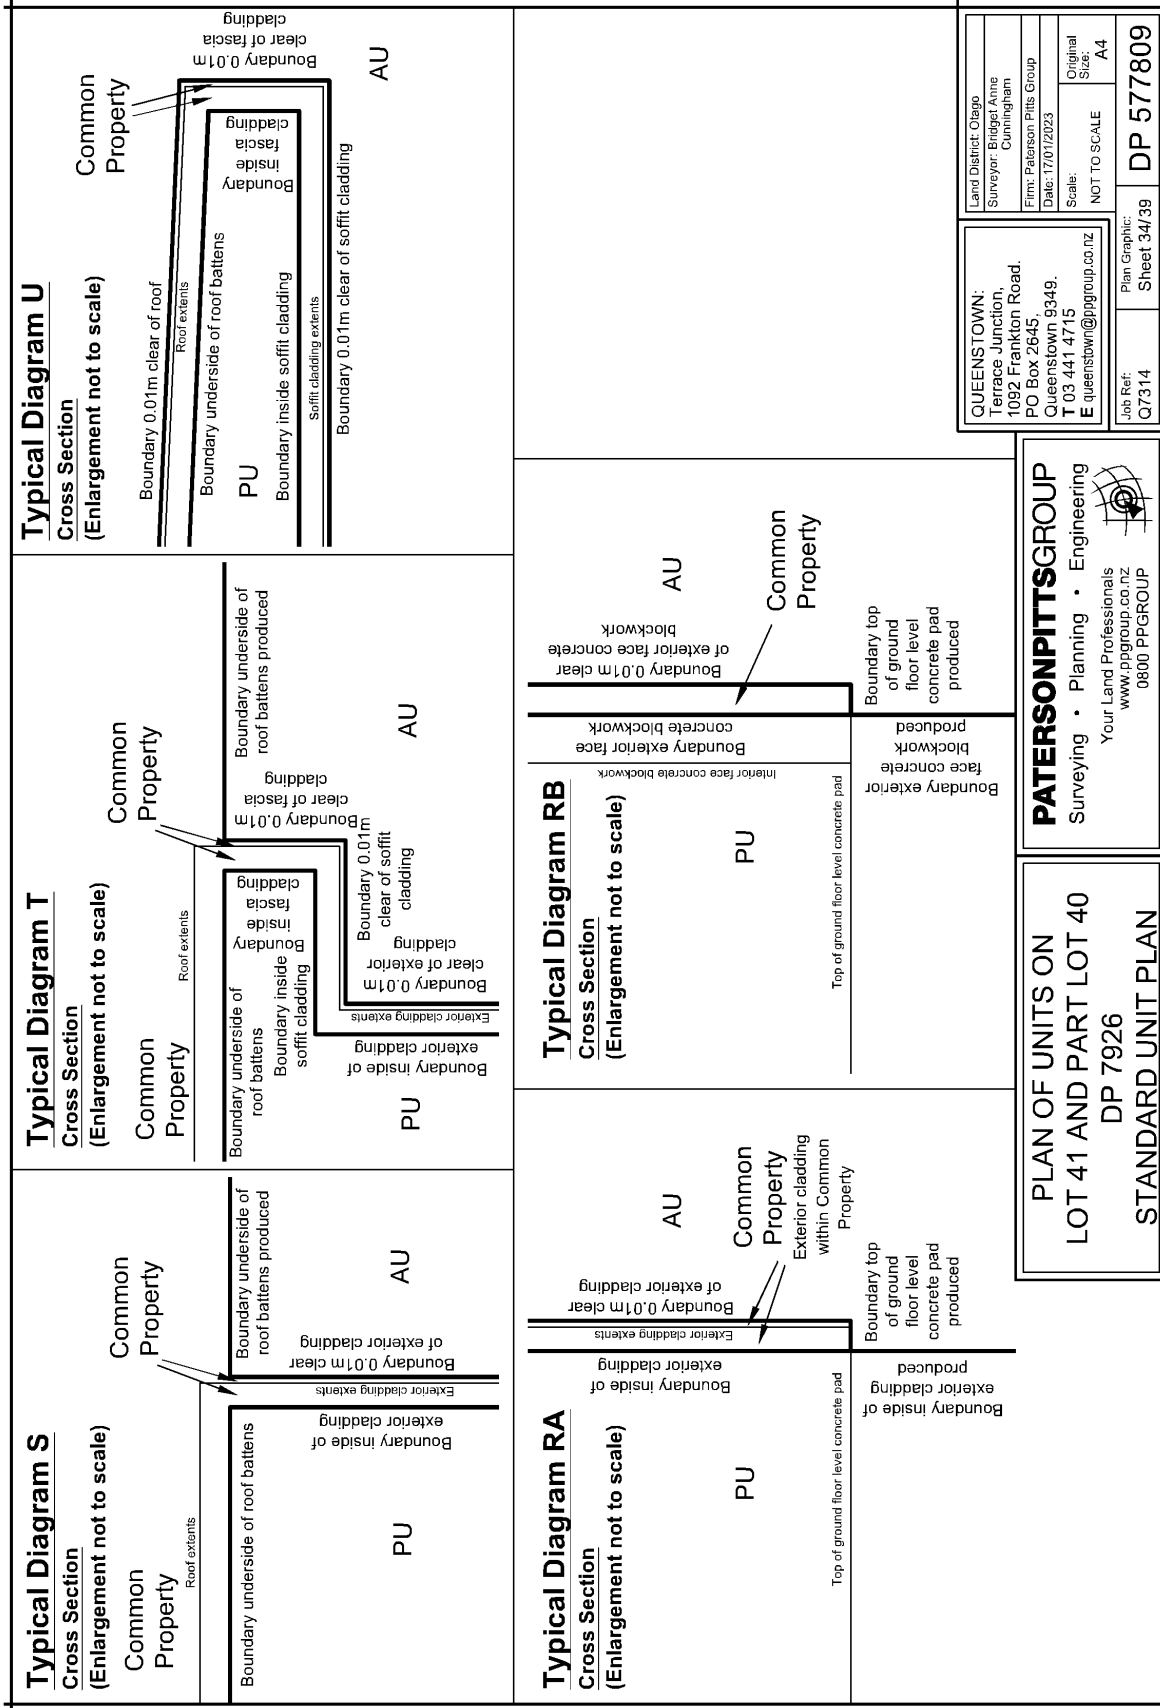 Typical Diagram S
Cross Section
(Enlargement not to scale)
Common
Property
Common
Property
Roof extents
Boundary underside of roof battens
Boundary underside of
roof battens produced
Boundary 0.01m clear
of exterior cladding
Exterior cladding extents
Boundary inside of
exterior cladding
PU
AU
Typical Diagram T
Cross Section
(Enlargement not to scale)
Common
Property
Common
Property
Roof extents
Boundary underside of
roof battens
Boundary underside of
roof battens produced
Boundary
inside
fascia
cladding
Boundary 0.01m
clear of fascia
cladding
Boundary inside
soffit cladding
Boundary 0.01m
clear of soffit
cladding
Boundary 0.01m
clear of exterior
cladding
Exterior cladding extents
Boundary inside of
exterior cladding
PU
AU
Typical Diagram U
Cross Section
(Enlargement not to scale)
Common
Property
Boundary 0.01m clear of roof
Roof extents
Boundary underside of roof battens
PU
Boundary inside soffit cladding
Soffit cladding extents
Boundary 0.01m clear of soffit cladding
Boundary
inside
fascia
cladding
Boundary 0.01m
clear of fascia
cladding
AU
Typical Diagram RA
Cross Section
(Enlargement not to scale)
PU
Boundary inside of
exterior cladding
Exterior cladding extents
Boundary 0.01m clear
of exterior cladding
AU
Common
Property
Exterior cladding
within Common
Property
Top of ground floor level concrete pad
Boundary top
of ground
floor level
concrete pad
produced
Boundary inside of
exterior cladding
produced
Typical Diagram RB
Cross Section
(Enlargement not to scale)
PU
Interior face concrete blockwork
Boundary exterior face
concrete blockwork
Boundary 0.01m clear
of exterior face concrete
blockwork
AU
Common
Property
Top of ground floor level concrete pad
Boundary top
of ground
floor level
concrete pad
produced
Boundary exterior
face concrete
blockwork
produced
PLAN OF UNITS ON
LOT 41 AND PART LOT 40
DP 7926
STANDARD UNIT PLAN
PATERSONPITTSGROUP
Surveying • Planning • Engineering
Your Land Professionals
www.ppgroup.co.nz
0800 PPGROUP
QUEENSTOWN:
Terrace Junction,
1092 Frankton Road.
PO Box 2645,
Queenstown 9349.
T 03 441 4715
E queenstown@ppgroup.co.nz
Land District: Otago
Surveyor: Bridget Anne
Cunningham
Firm: Paterson Pitts Group
Date: 17/01/2023
Scale:
NOT TO SCALE
Original
Size:
A4
Job Ref:
Q7314
Plan Graphic:
Sheet 34/39
DP 577809